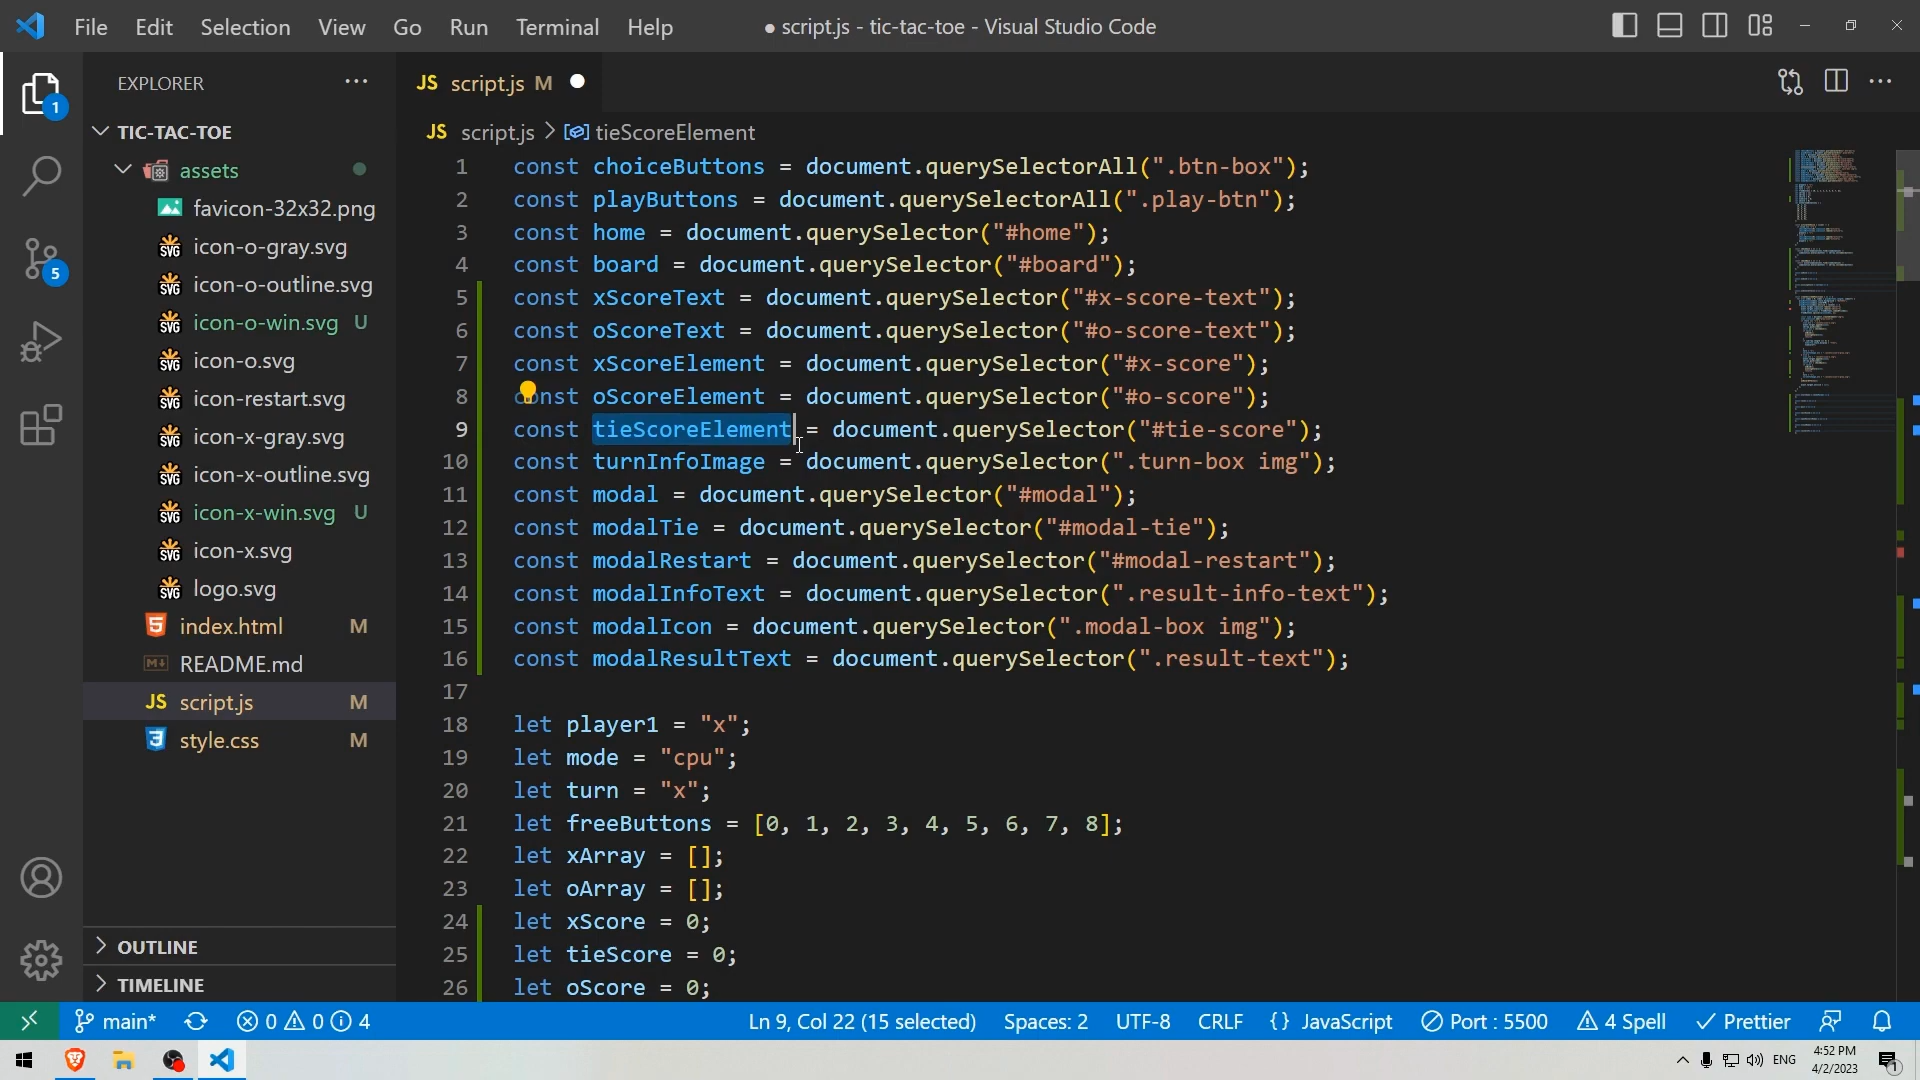 File Edit Selection View Go Run Terminal Help
● script.js - tic-tac-toe - Visual Studio Code
EXPLORER
1
TIC-TAC-TOE
assets
favicon-32x32.png
icon-o-gray.svg
5
icon-o-outline.svg
icon-o-win.svg U
icon-o.svg
icon-restart.svg
icon-x-gray.svg
icon-x-outline.svg
icon-x-win.svg U
icon-x.svg
logo.svg
index.html M
README.md
JS script.js M
style.css M
OUTLINE
TIMELINE
JS script.js M ●
JS script.js > tieScoreElement
1 const choiceButtons = document.querySelectorAll(".btn-box");
2 const playButtons = document.querySelectorAll(".play-btn");
3 const home = document.querySelector("#home");
4 const board = document.querySelector("#board");
5 const xScoreText = document.querySelector("#x-score-text");
6 const oScoreText = document.querySelector("#o-score-text");
7 const xScoreElement = document.querySelector("#x-score");
8 const oScoreElement = document.querySelector("#o-score");
9 const tieScoreElement = document.querySelector("#tie-score");
10 const turnInfoImage = document.querySelector(".turn-box img");
11 const modal = document.querySelector("#modal");
12 const modalTie = document.querySelector("#modal-tie");
13 const modalRestart = document.querySelector("#modal-restart");
14 const modalInfoText = document.querySelector(".result-info-text");
15 const modalIcon = document.querySelector(".modal-box img");
16 const modalResultText = document.querySelector(".result-text");
17
18 let player1 = "x";
19 let mode = "cpu";
20 let turn = "x";
21 let freeButtons = [0, 1, 2, 3, 4, 5, 6, 7, 8];
22 let xArray = [];
23 let oArray = [];
24 let xScore = 0;
25 let tieScore = 0;
26 let oScore = 0;
main* 0 0 4 Ln 9, Col 22 (15 selected) Spaces: 2 UTF-8 CRLF {} JavaScript Port : 5500 4 Spell Prettier
ENG
4:52 PM
4/2/2023
1